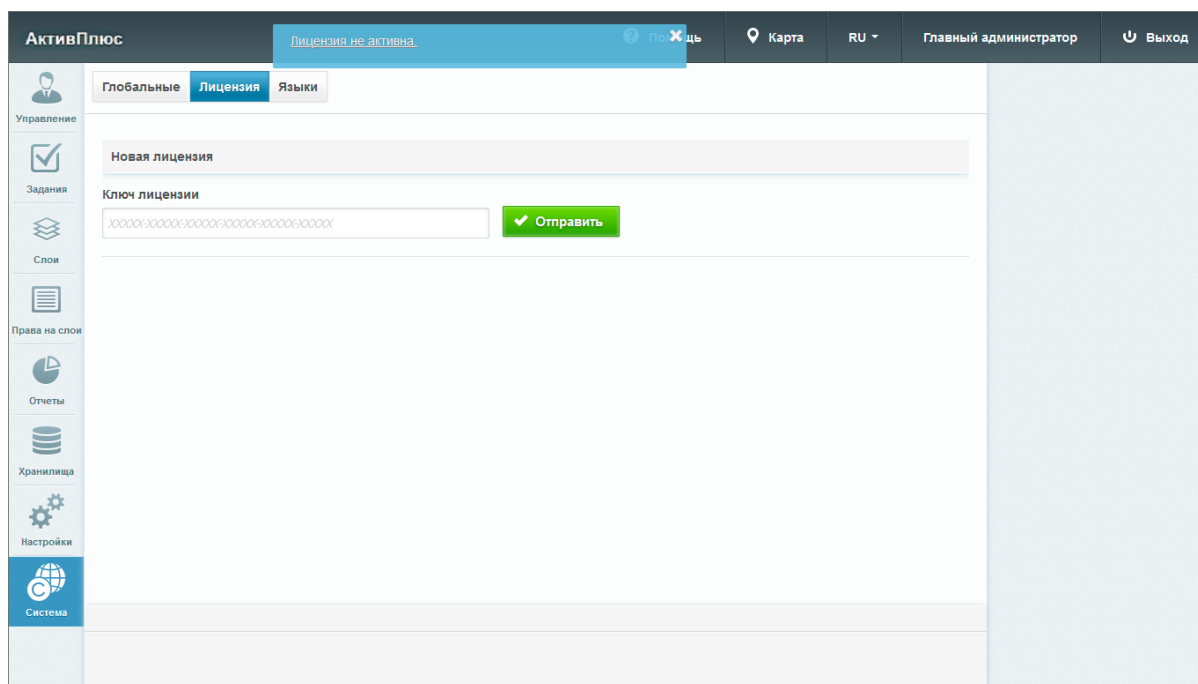 АктивПлюс
Лицензия не активна.
Помощь
Карта
RU
Главный администратор
Выход
Глобальные Лицензия Языки
Управление
Задания
Слои
Права на слои
Отчеты
Хранилища
Настройки
Система
Новая лицензия
Ключ лицензии
XXXXX-XXXXX-XXXXX-XXXXX-XXXXX-XXXXX
Отправить